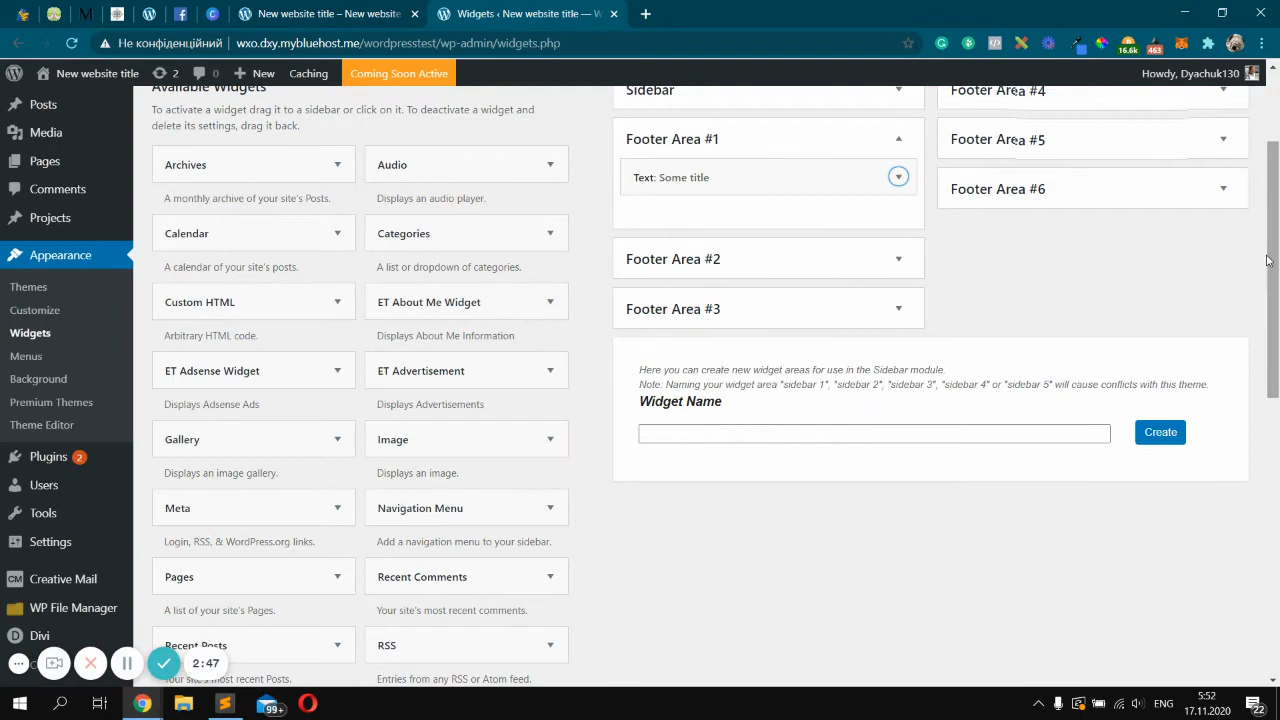 New website title – New website
Widgets ‹ New website title — W
Не конфіденційний
wxo.dxy.mybluehost.me/wordpresstest/wp-admin/widgets.php
16.6k
463
New website title
2
0
New
Caching
Coming Soon Active
Howdy, Dyachuk130
Posts
Media
Pages
Comments
Projects
Appearance
Themes
Customize
Widgets
Menus
Background
Premium Themes
Theme Editor
Plugins 2
Users
Tools
Settings
Creative Mail
WP File Manager
Divi
Available Widgets
To activate a widget drag it to a sidebar or click on it. To deactivate a widget and
delete its settings, drag it back.
Archives
A monthly archive of your site's Posts.
Audio
Displays an audio player.
Calendar
A calendar of your site's posts.
Categories
A list or dropdown of categories.
Custom HTML
Arbitrary HTML code.
ET About Me Widget
Displays About Me Information
ET Adsense Widget
Displays Adsense Ads
ET Advertisement
Displays Advertisements
Gallery
Displays an image gallery.
Image
Displays an image.
Meta
Login, RSS, & WordPress.org links.
Navigation Menu
Add a navigation menu to your sidebar.
Pages
A list of your site's Pages.
Recent Comments
Your site's most recent comments.
Recent Posts
Your site's most recent Posts.
RSS
Entries from any RSS or Atom feed.
Sidebar
Footer Area #1
Text: Some title
Footer Area #2
Footer Area #3
Footer Area #4
Footer Area #5
Footer Area #6
Here you can create new widget areas for use in the Sidebar module.
Note: Naming your widget area "sidebar 1", "sidebar 2", "sidebar 3", "sidebar 4" or "sidebar 5" will cause conflicts with this theme.
Widget Name
Create
2:47
99+
ENG
5:52
17.11.2020
22